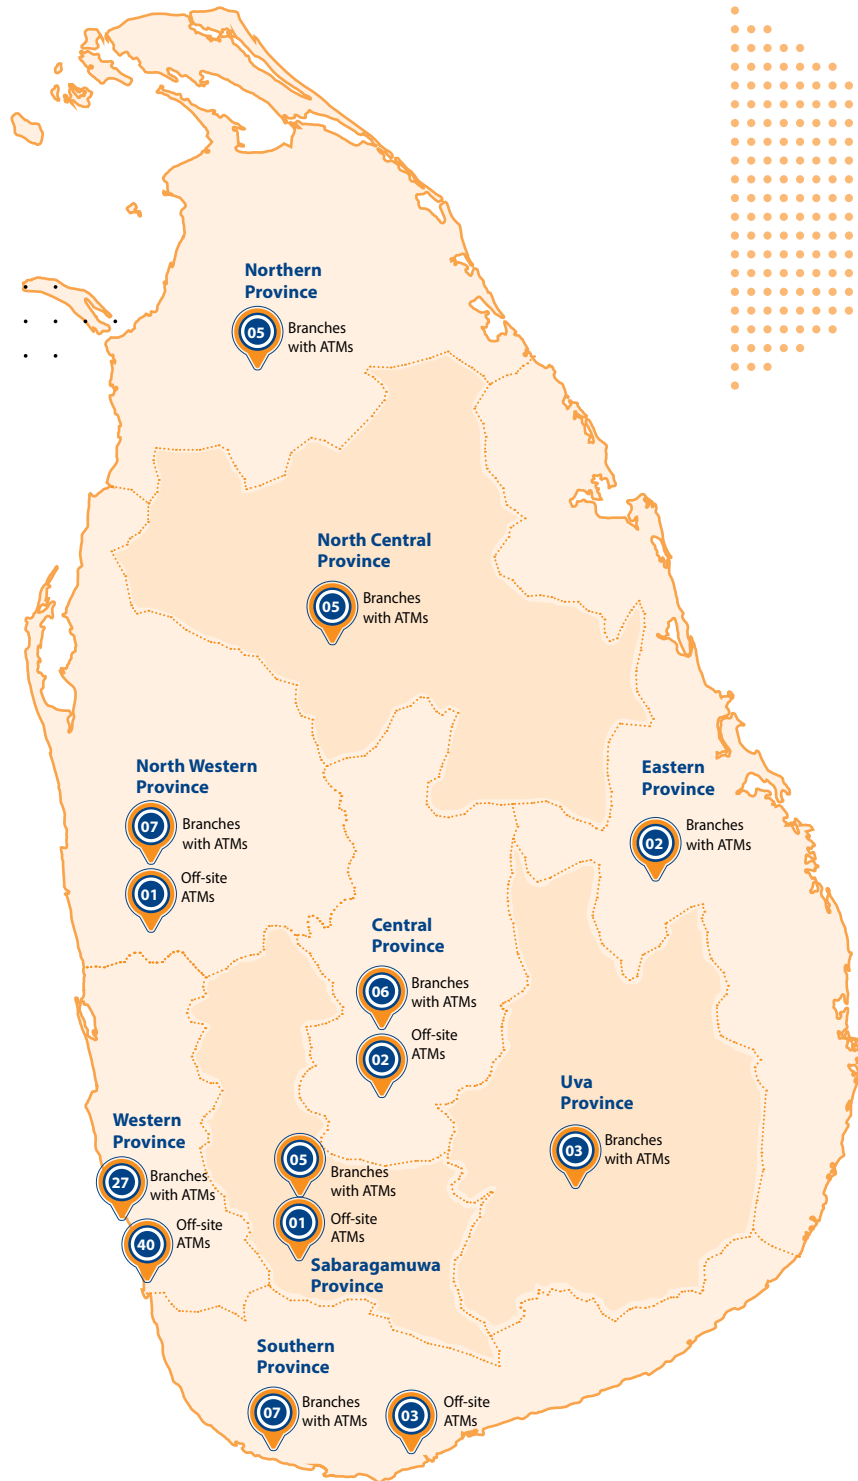 Northern
Province
05
Branches
with ATMs
North Central
Province
05
Branches
with ATMs
North Western
Province
07
Branches
with ATMs
01
Off-site
ATMs
Eastern
Province
02
Branches
with ATMs
Central
Province
06
Branches
with ATMs
02
Off-site
ATMs
Uva
Province
03
Branches
with ATMs
Western
Province
27
Branches
with ATMs
40
Off-site
ATMs
05
Branches
with ATMs
01
Off-site
ATMs
Sabaragamuwa
Province
Southern
Province
07
Branches
with ATMs
03
Off-site
ATMs